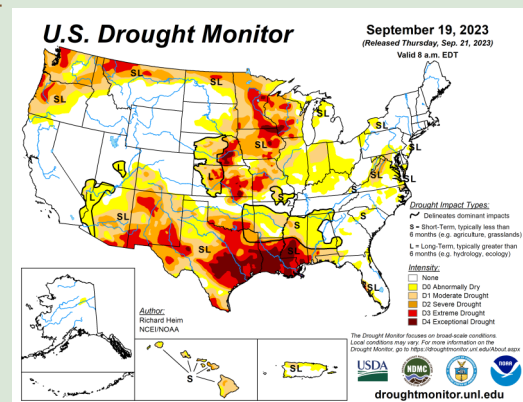 U.S. Drought Monitor
September 19, 2023
(Released Thursday, Sep. 21, 2023)
Valid 8 a.m. EDT
SL
SL
SL
SL
SL
SL
SL
SL
SL
SL
L
L
S
S
S
SL
SL
SL
SL
SL
S
SL
Drought Impact Types:
Delineates dominant impacts
S = Short-Term, typically less than
6 months (e.g. agriculture, grasslands)
L = Long-Term, typically greater than
6 months (e.g. hydrology, ecology)
Intensity:
None
D0 Abnormally Dry
D1 Moderate Drought
D2 Severe Drought
D3 Extreme Drought
D4 Exceptional Drought
Author:
Richard Heim
NCEI/NOAA
The Drought Monitor focuses on broad-scale conditions.
Local conditions may vary. For more information on the
Drought Monitor, go to https://droughtmonitor.unl.edu/About.aspx
USDA
NDMC
NOAA
droughtmonitor.unl.edu